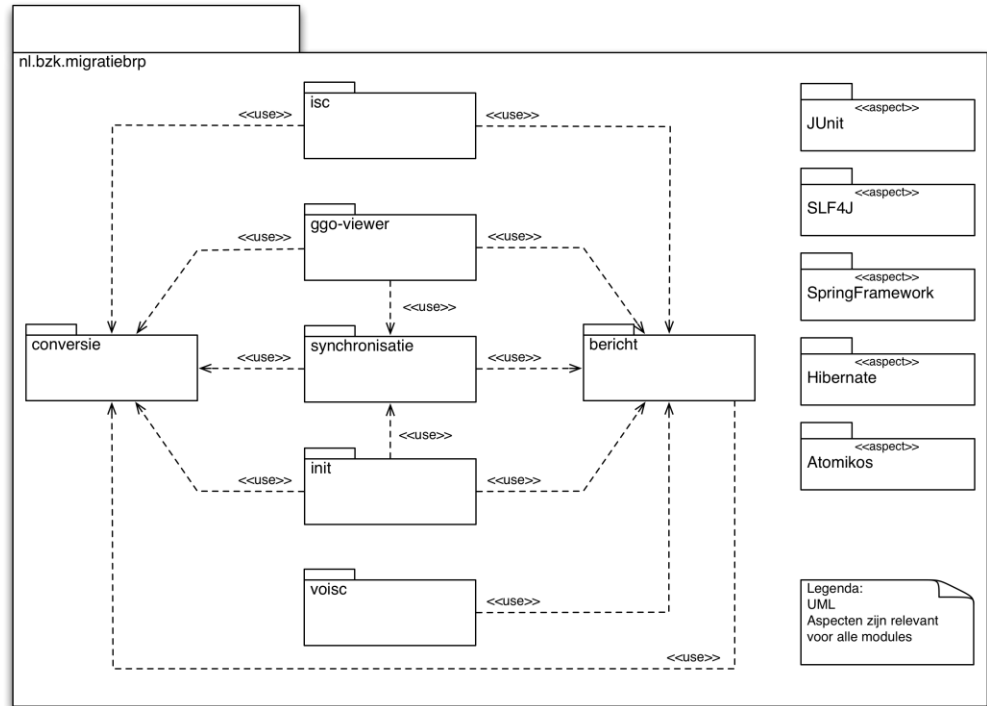 nl.bzk.migratiebrp
isc
<<use>>
<<use>>
ggo-viewer
<<use>>
<<use>>
<<use>>
conversie
synchronisatie
bericht
<<use>>
<<use>>
<<use>>
init
<<use>>
<<use>>
voisc
<<use>>
<<use>>
<<aspect>>
JUnit
<<aspect>>
SLF4J
<<aspect>>
SpringFramework
<<aspect>>
Hibernate
<<aspect>>
Atomikos
Legenda:
UML
Aspecten zijn relevant
voor alle modules